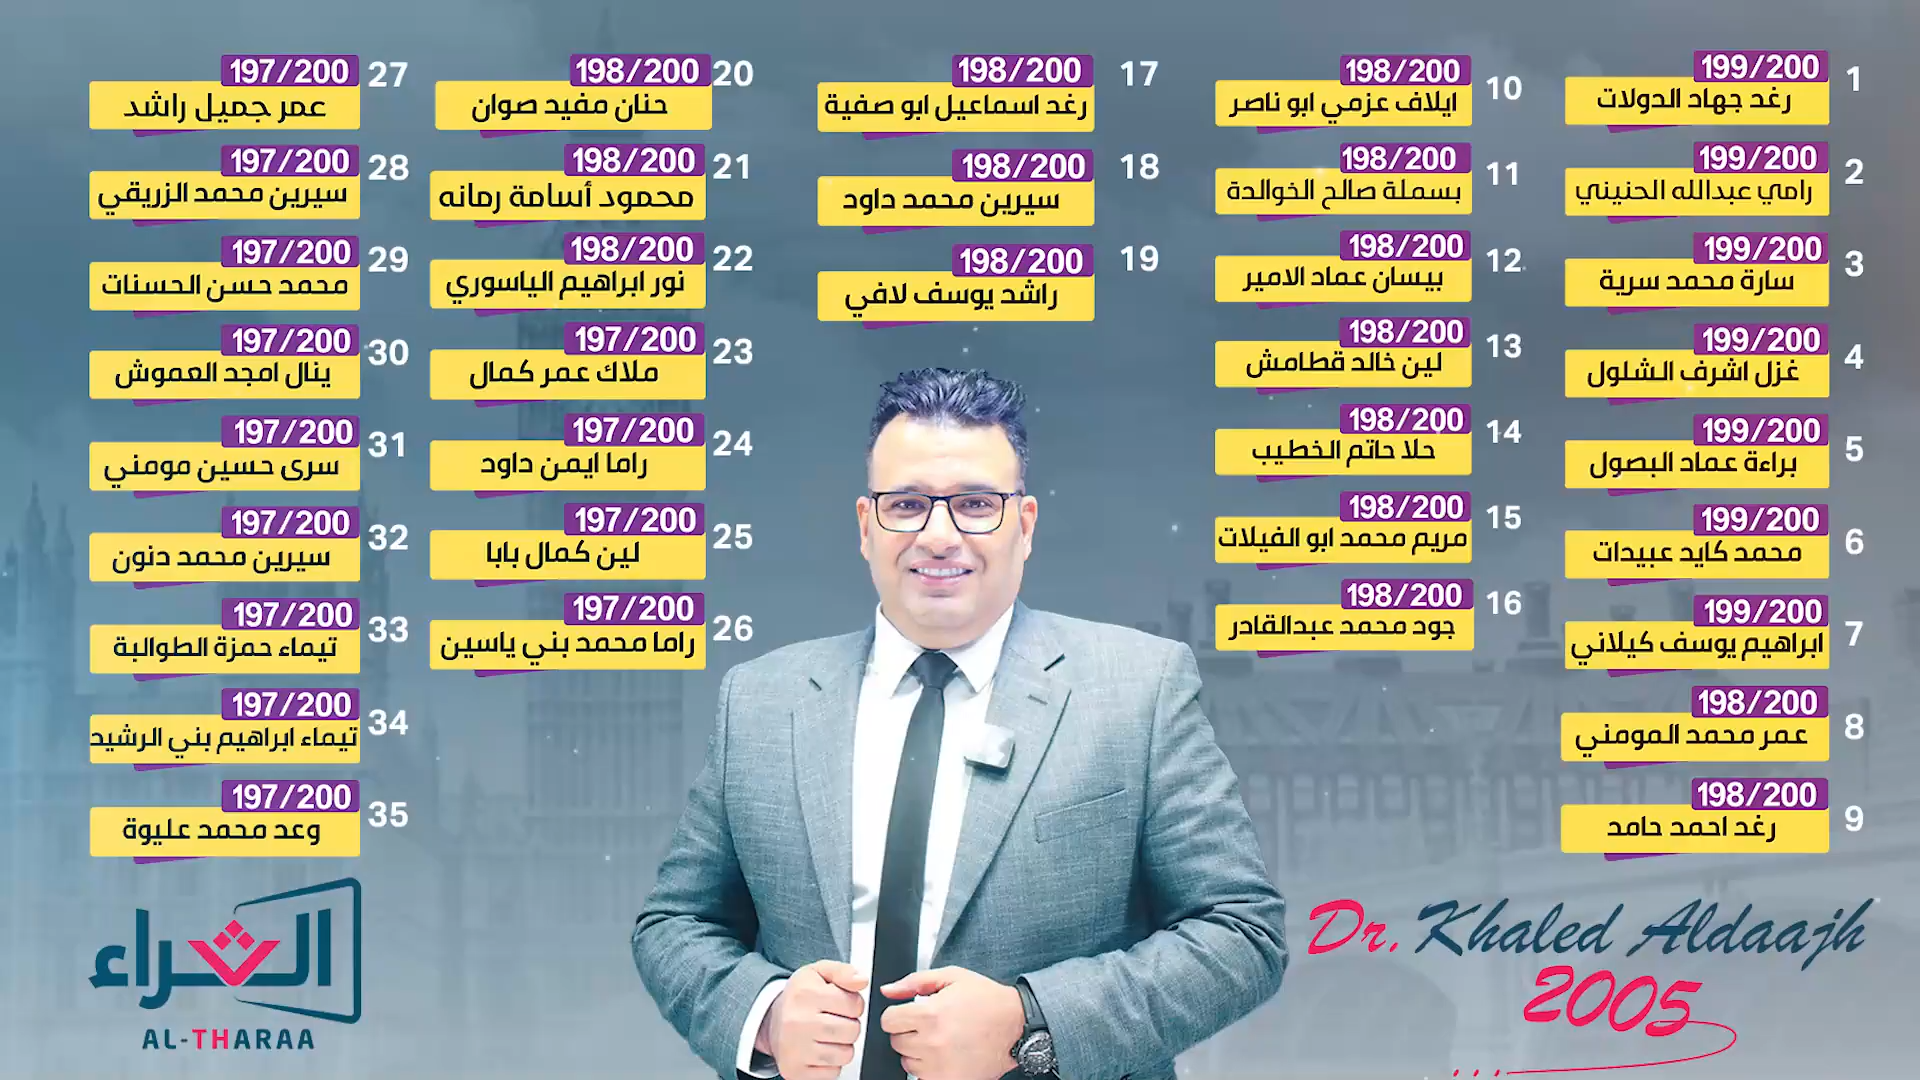 1
199/200
رغد جهاد الدولات
2
199/200
رامي عبدالله الحنيني
3
199/200
سارة محمد سرية
4
199/200
غزل اشرف الشلول
5
199/200
براءة عماد البصول
6
199/200
محمد كايد عبيدات
7
199/200
ابراهيم يوسف كيلاني
8
198/200
عمر محمد المومني
9
198/200
رغد احمد حامد
10
198/200
ايلاف عزمي ابو ناصر
11
198/200
بسملة صالح الخوالدة
12
198/200
بيسان عماد الامير
13
198/200
لين خالد قطامش
14
198/200
حلا حاتم الخطيب
15
198/200
مريم محمد ابو الفيلات
16
198/200
جود محمد عبدالقادر
17
198/200
رغد اسماعيل ابو صفية
18
198/200
سيرين محمد داود
19
198/200
راشد يوسف لافي
20
198/200
حنان مفيد صوان
21
198/200
محمود أسامة رمانه
22
198/200
نور ابراهيم الياسوري
23
197/200
ملاك عمر كمال
24
197/200
راما ايمن داود
25
197/200
لين كمال بابا
26
197/200
راما محمد بني ياسين
27
197/200
عمر جميل راشد
28
197/200
سيرين محمد الزريقي
29
197/200
محمد حسن الحسنات
30
197/200
ينال امجد العموش
31
197/200
سرى حسين مومني
32
197/200
سيرين محمد دنون
33
197/200
تيماء حمزة الطوالبة
34
197/200
تيماء ابراهيم بني الرشيد
35
197/200
وعد محمد عليوة
Dr. Khaled Aldaajh
2005
الثراء
AL-THARAA